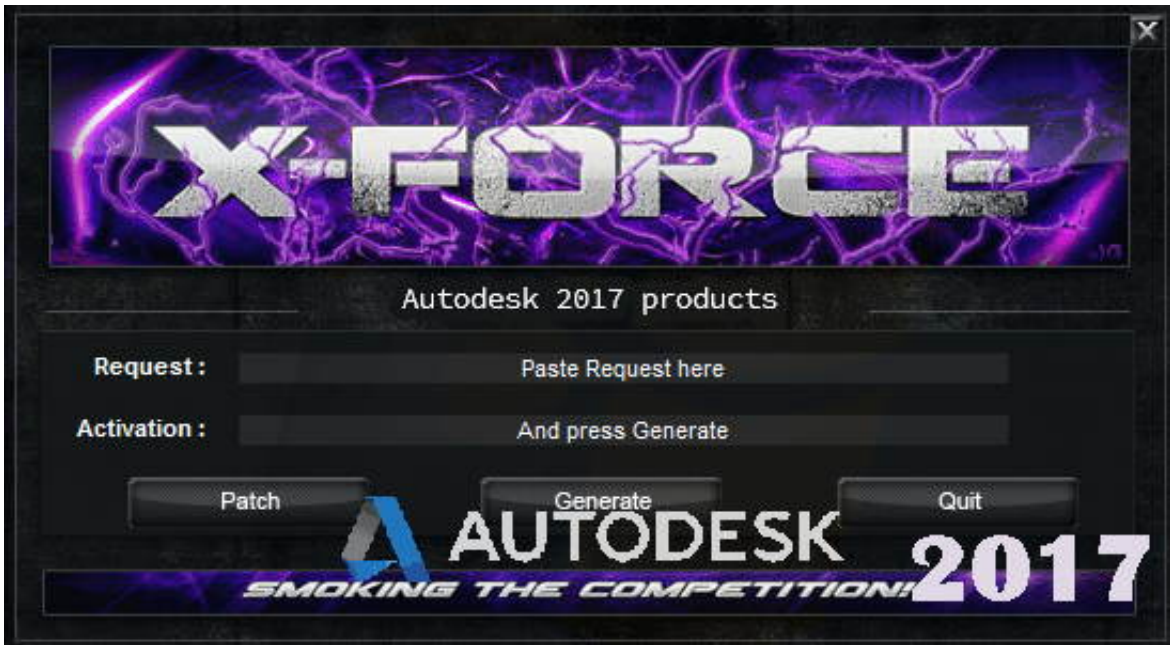 X
X-FORCE
Autodesk 2017 products
Request :
Paste Request here
Activation :
And press Generate
Patch
Generate
Quit
AUTODESK
2017
SMOKING THE COMPETITION!